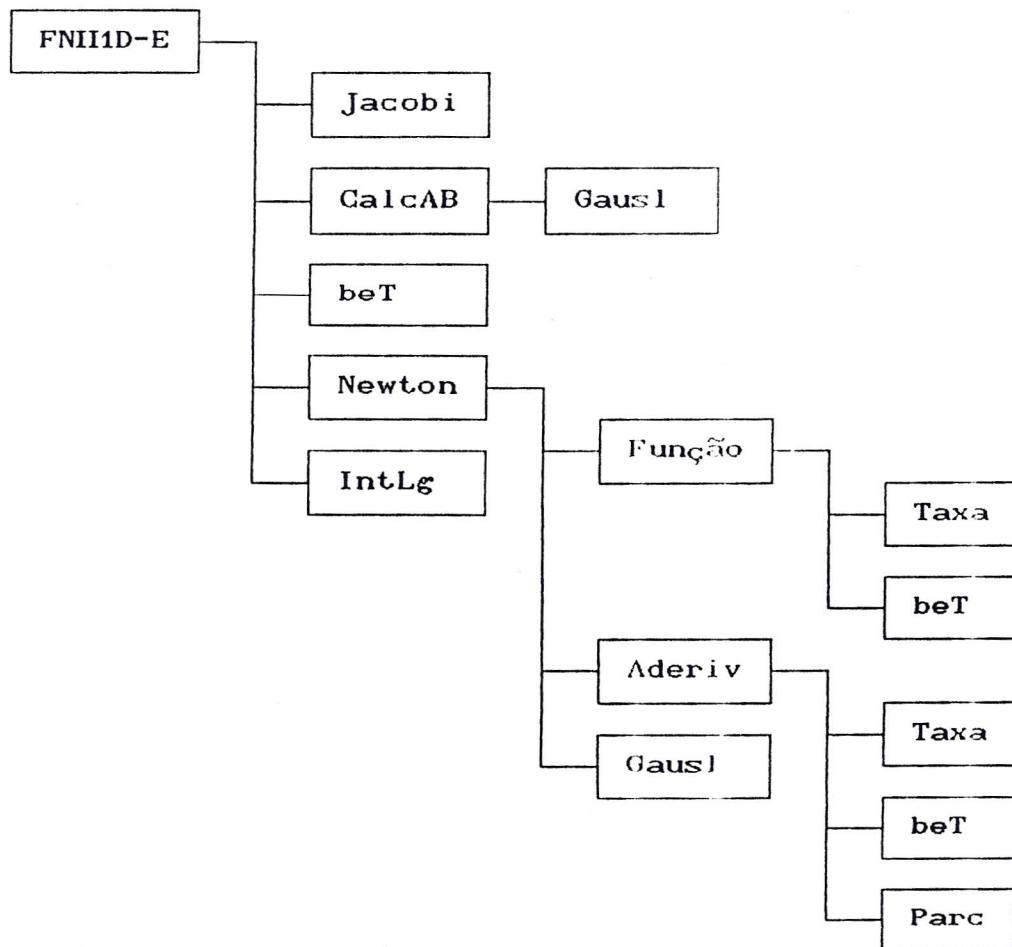 FNII1D-E
Jacobi
CalcAB
Gausl
beT
Newton
Função
IntLg
Taxa
beT
Aderiv
Taxa
Gausl
beT
Parc